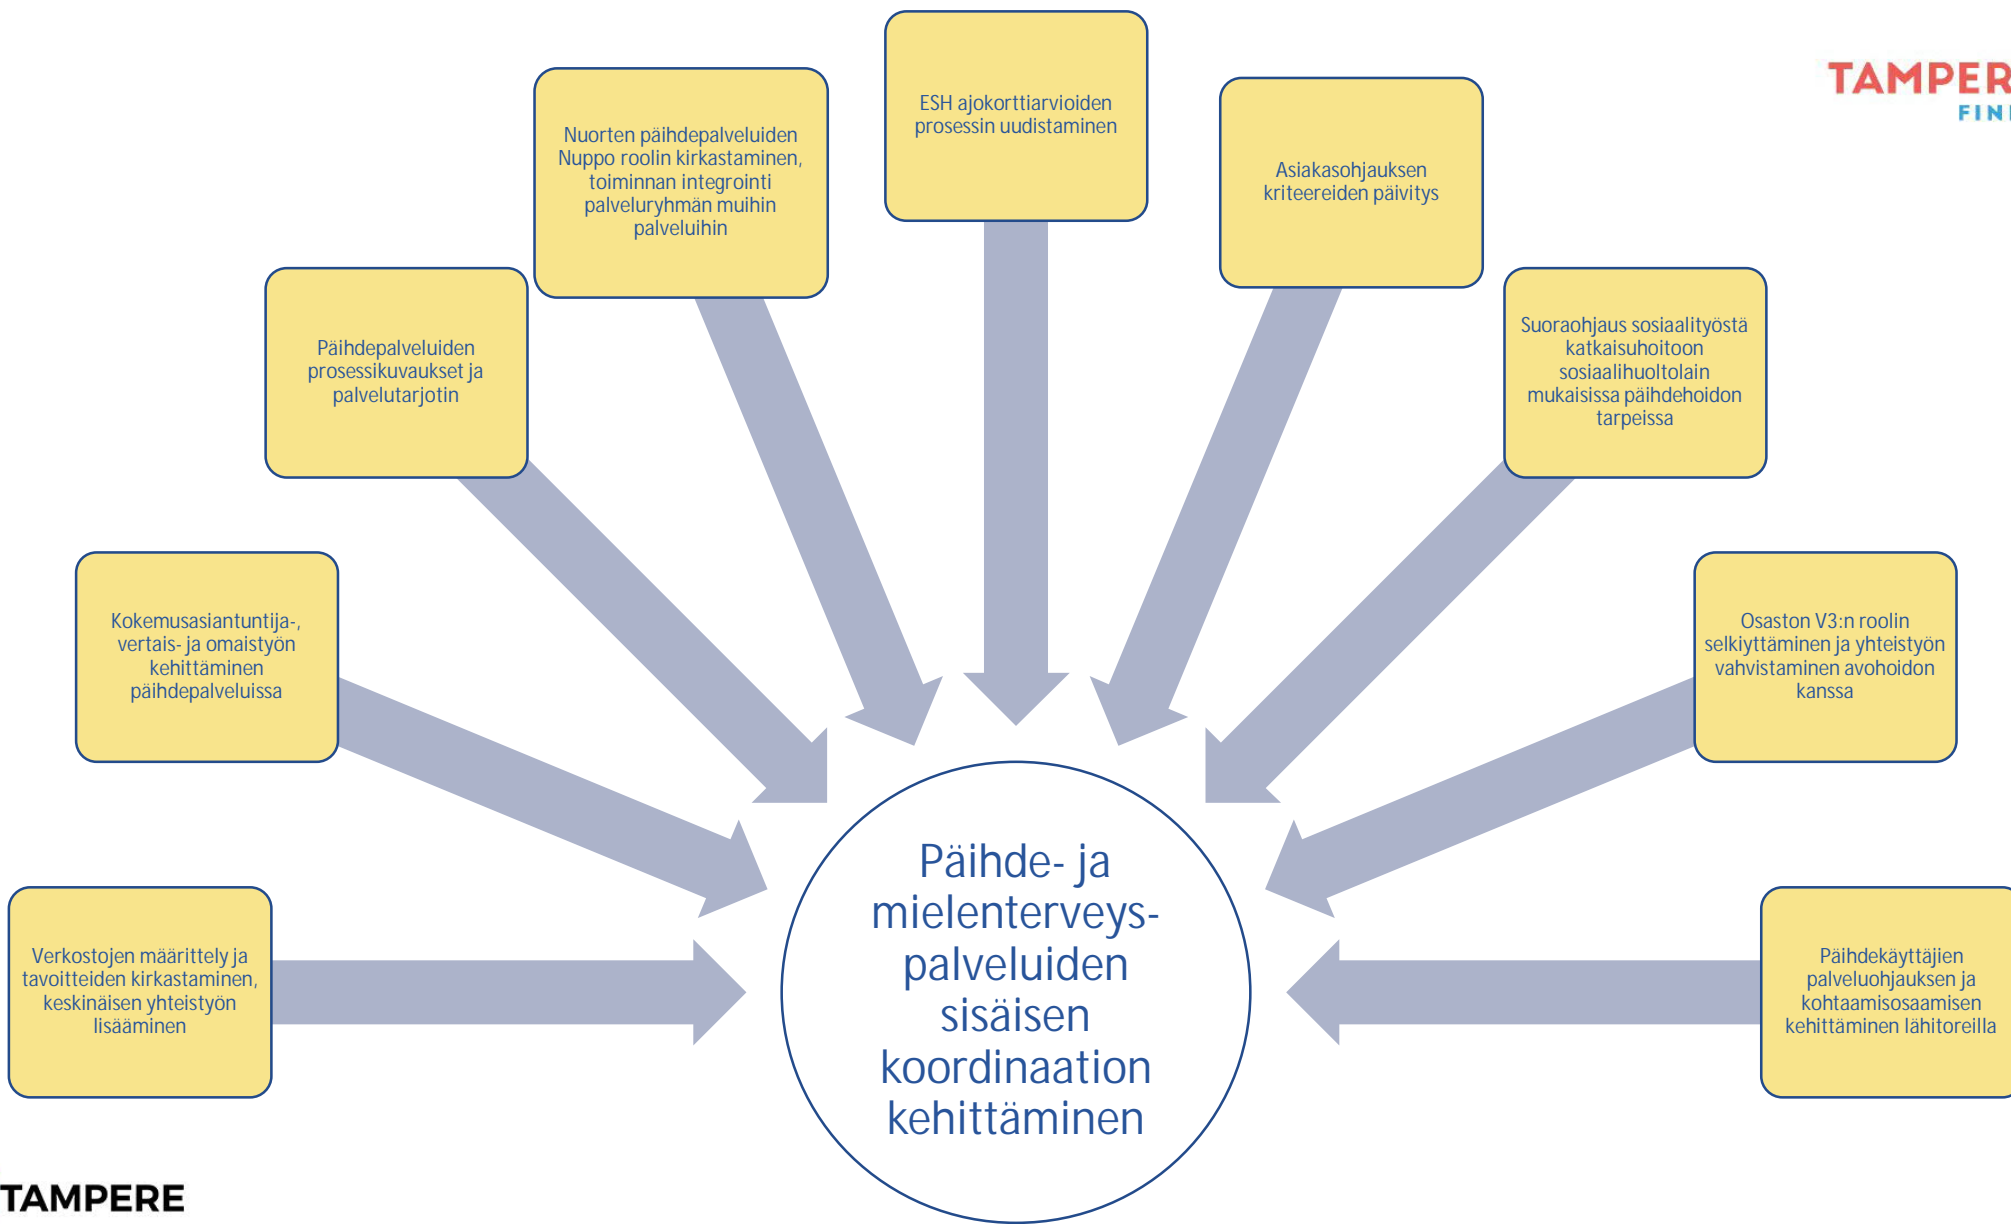 ESH ajokorttiarvioiden
prosessin uudistaminen
TAMPER
FIN
Nuorten päihdepalveluiden
Nuppo roolin kirkastaminen,
toiminnan integrointi
palveluryhmän muihin
palveluihin
Asiakasohjauksen
kriteereiden päivitys
Päihdepalveluiden
prosessikuvaukset ja
palvelutarjotin
Suoraohjaus sosiaalityöstä
katkaisuhoitoon
sosiaalihuoltolain
mukaisissa päihdehoidon
tarpeissa
Kokemusasiantuntija-,
vertais- ja omaistyön
kehittäminen
päihdepalveluissa
Osaston V3:n roolin
selkiyttäminen ja yhteistyön
vahvistaminen avohoidon
kanssa
Verkostojen määrittely ja
tavoitteiden kirkastaminen,
keskinäisen yhteistyön
lisääminen
Päihde- ja
mielenterveys-
palveluiden
sisäisen
koordinaation
kehittäminen
Päihdekäyttäjien
palveluohjauksen ja
kohtaamisosaamisen
kehittäminen lähitoreilla
TAMPERE